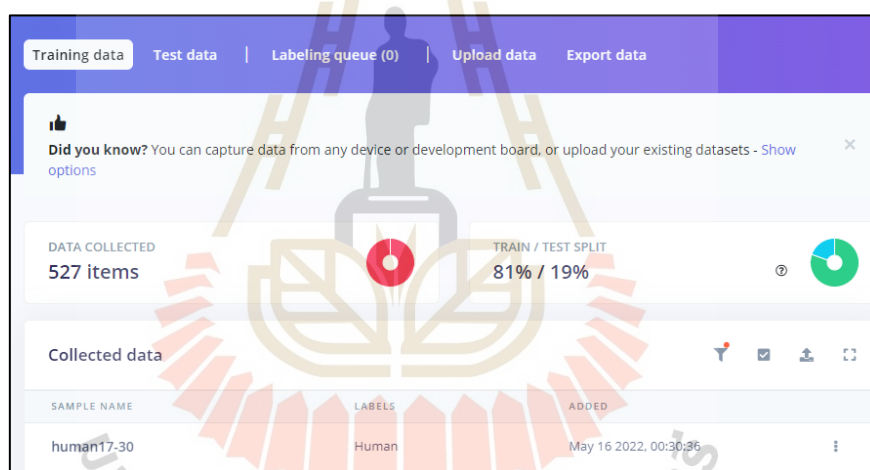 Training data Test data | Labeling queue (0) | Upload data Export data
Did you know? You can capture data from any device or development board, or upload your existing datasets - Show
options
DATA COLLECTED
527 items
TRAIN / TEST SPLIT
81% / 19%
Collected data
SAMPLE NAME LABELS ADDED
human17-30 Human May 16 2022, 00:30:36